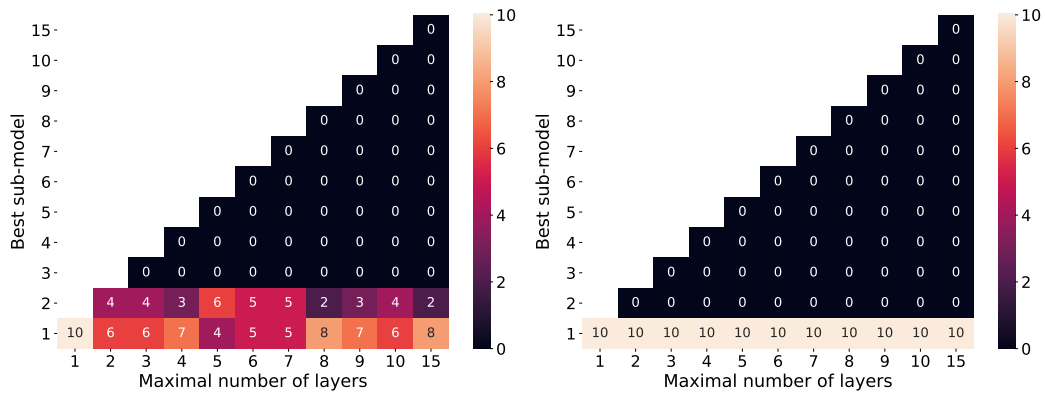 Best sub-model
15 0
10 0 0
9 0 0 0
8 0 0 0 0
7 0 0 0 0 0
6 0 0 0 0 0 0
5 0 0 0 0 0 0 0
4 0 0 0 0 0 0 0 0
3 0 0 0 0 0 0 0 0 0
2 4 4 3 6 5 5 2 3 4 2
1 10 6 6 7 4 5 5 8 7 6 8
1 2 3 4 5 6 7 8 9 10 15
Maximal number of layers
10
8
6
4
2
0
Best sub-model
15 0
10 0 0
9 0 0 0
8 0 0 0 0
7 0 0 0 0 0
6 0 0 0 0 0 0
5 0 0 0 0 0 0 0
4 0 0 0 0 0 0 0 0
3 0 0 0 0 0 0 0 0 0
2 0 0 0 0 0 0 0 0 0 0
1 10 10 10 10 10 10 10 10 10 10 10
1 2 3 4 5 6 7 8 9 10 15
Maximal number of layers
10
8
6
4
2
0